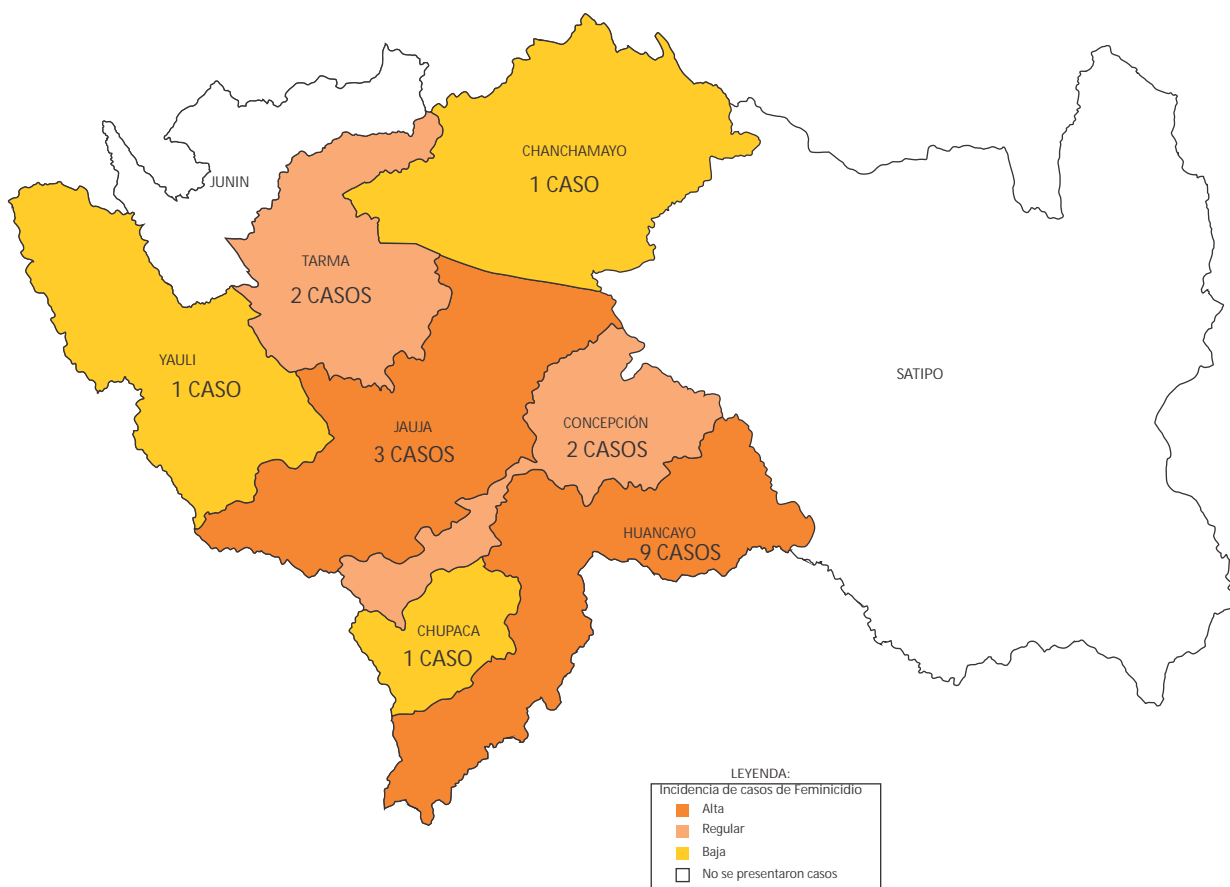 CHANCHAMAYO
1 CASO
JUNIN
TARMA
2 CASOS
YAULI
1 CASO
SATIPO
JAUJA
3 CASOS
CONCEPCIÓN
2 CASOS
HUANCAYO
9 CASOS
CHUPACA
1 CASO
LEYENDA:
Incidencia de casos de Feminicidio
Alta
Regular
Baja
No se presentaron casos